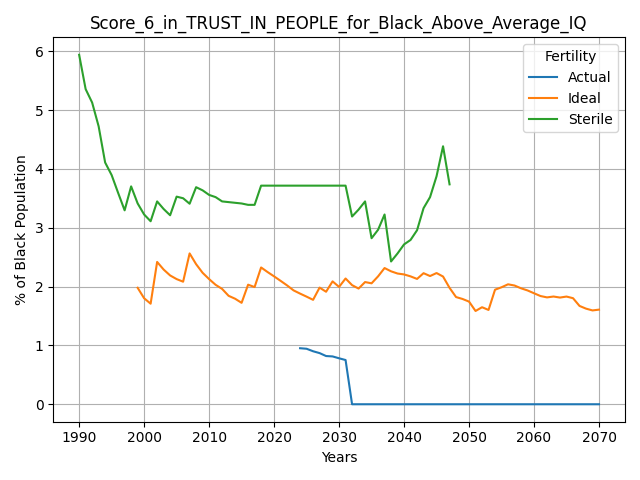 Score_6_in_TRUST_IN_PEOPLE_for_Black_Above_Average_IQ
Fertility
Actual
Ideal
Sterile
% of Black Population
6
5
4
3
2
1
0
1990 2000 2010 2020 2030 2040 2050 2060 2070
Years